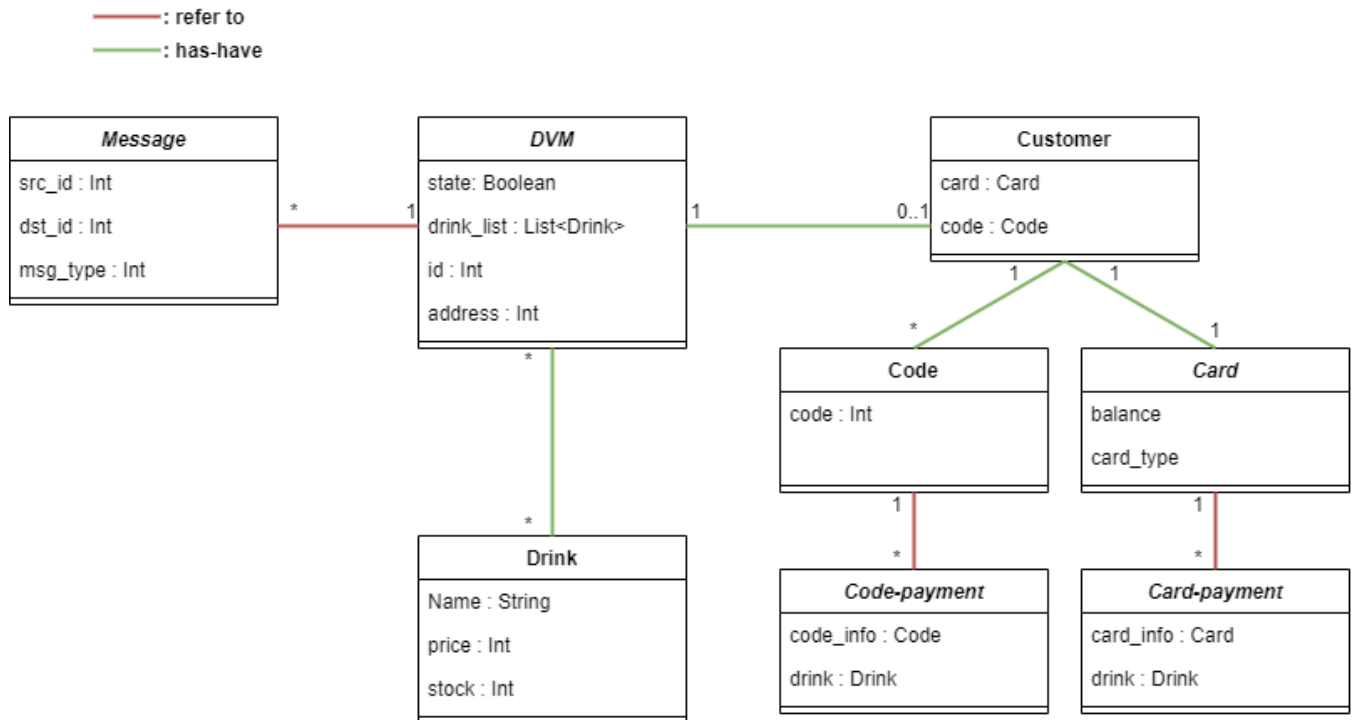 : refer to
: has-have
Message
src_id : Int
dst_id : Int
msg_type : Int
*
1
DVM
state: Boolean
drink_list : List<Drink>
id : Int
address : Int
1
0..1
Customer
card : Card
code : Code
1
1
*
1
*
*
Code
code : Int
Card
balance
card_type
1
*
1
*
Drink
Name : String
price : Int
stock : Int
Code-payment
code_info : Code
drink : Drink
Card-payment
card_info : Card
drink : Drink